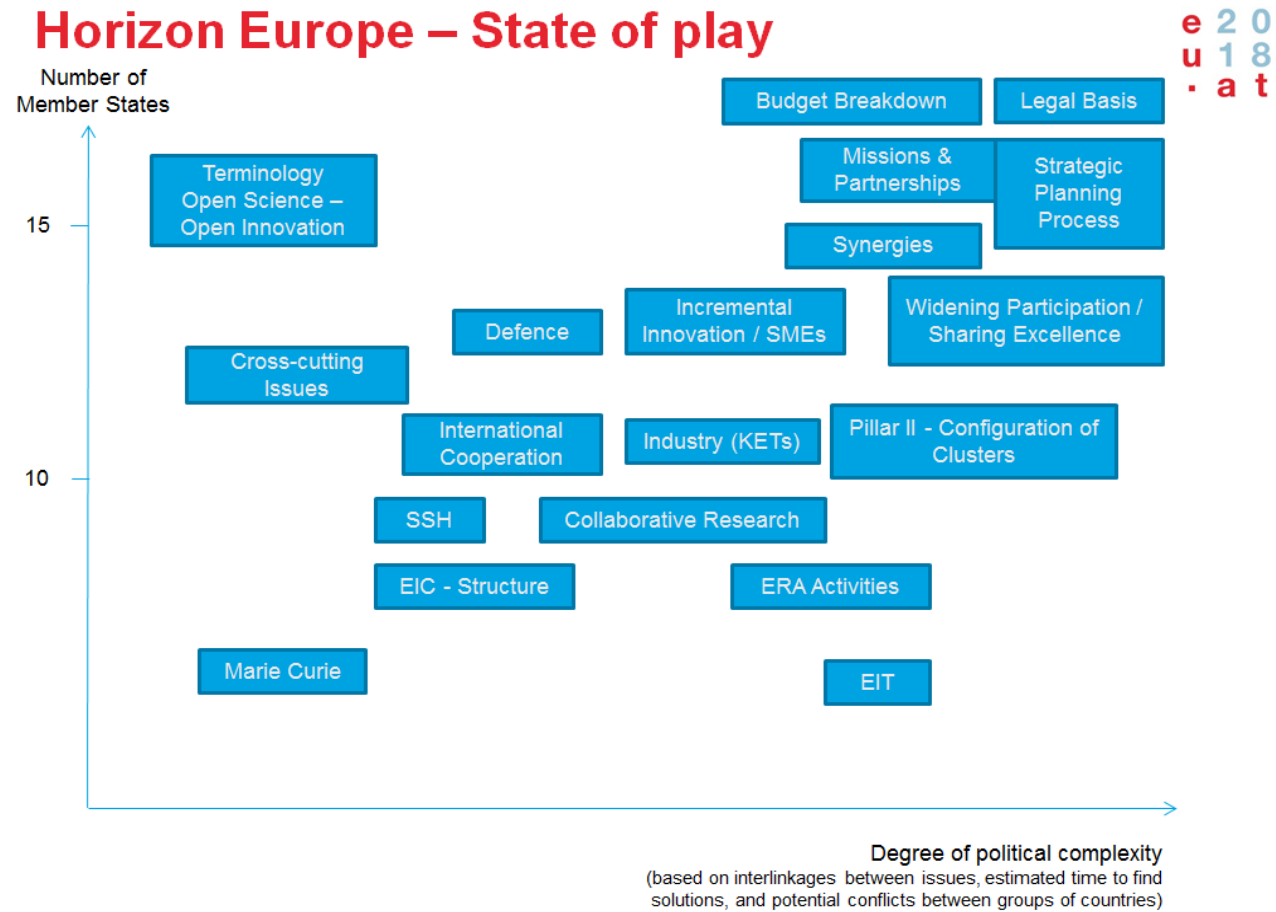 Horizon Europe – State of play
e 2 0
u 1 8
. a t
Number of
Member States
Budget Breakdown
Legal Basis
Terminology
Open Science –
Open Innovation
Missions &
Partnerships
Strategic
Planning
Process
15
Synergies
Incremental
Innovation / SMEs
Widening Participation /
Sharing Excellence
Defence
Cross-cutting
Issues
International
Cooperation
Industry (KETs)
Pillar II - Configuration of
Clusters
10
SSH
Collaborative Research
EIC - Structure
ERA Activities
Marie Curie
EIT
Degree of political complexity
(based on interlinkages between issues, estimated time to find
solutions, and potential conflicts between groups of countries)